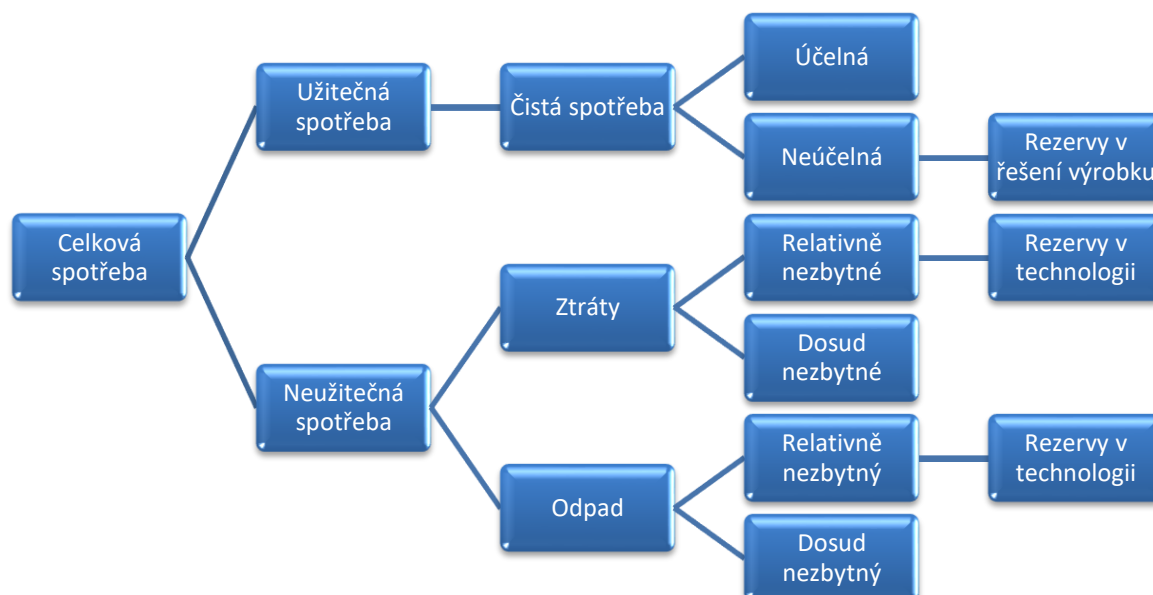 Celková
spotřeba
Užitečná
spotřeba
Čistá spotřeba
Účelná
Neúčelná
Rezervy v
řešení výrobku
Neužitečná
spotřeba
Ztráty
Relativně
nezbytné
Rezervy v
technologii
Dosud
nezbytné
Odpad
Relativně
nezbytný
Rezervy v
technologii
Dosud
nezbytný